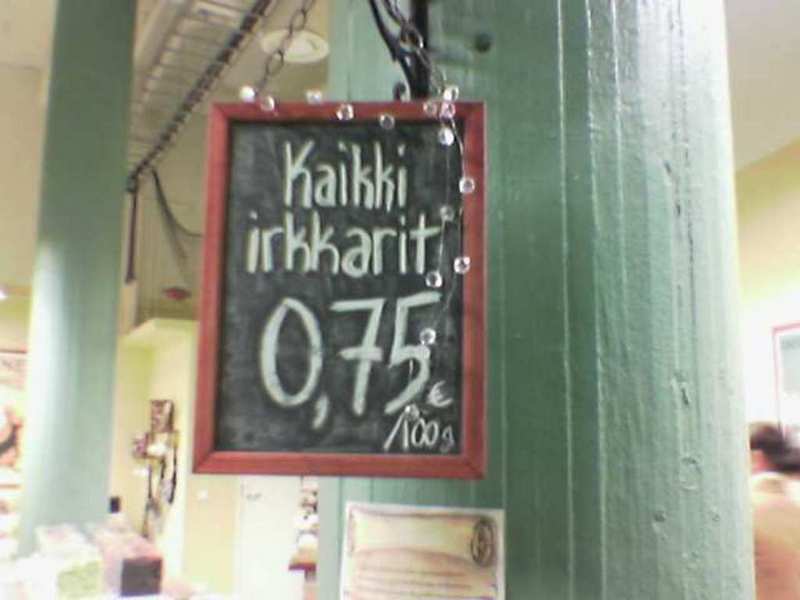 Kaikki
irkkarit
0,75 €
/100g